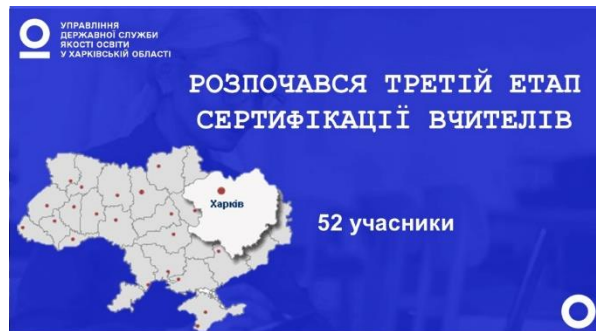 УПРАВЛІННЯ
ДЕРЖАВНОЇ СЛУЖБИ
ЯКОСТІ ОСВІТИ
У ХАРКІВСЬКІЙ ОБЛАСТІ
РОЗПОЧАВСЯ ТРЕТІЙ ЕТАП
СЕРТИФІКАЦІЇ ВЧИТЕЛІВ
Харків
52 учасники